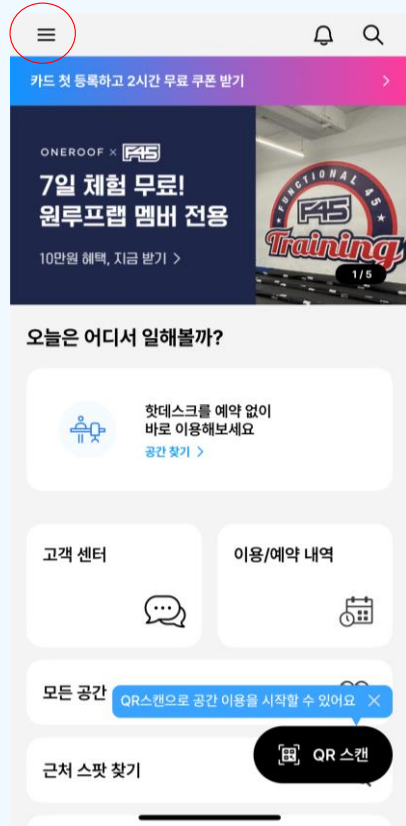 카드 첫 등록하고 2시간 무료 쿠폰 받기
ONEROOF × F45
7일 체험 무료!
원루프랩 멤버 전용
10만원 혜택, 지금 받기
FUNCTIONAL 45
F45
Training
1/5
오늘은 어디서 일해볼까?
핫데스크를 예약 없이
바로 이용해보세요
공간 찾기
고객 센터
이용/예약 내역
모든 공간
QR스캔으로 공간 이용을 시작할 수 있어요
QR 스캔
근처 스팟 찾기